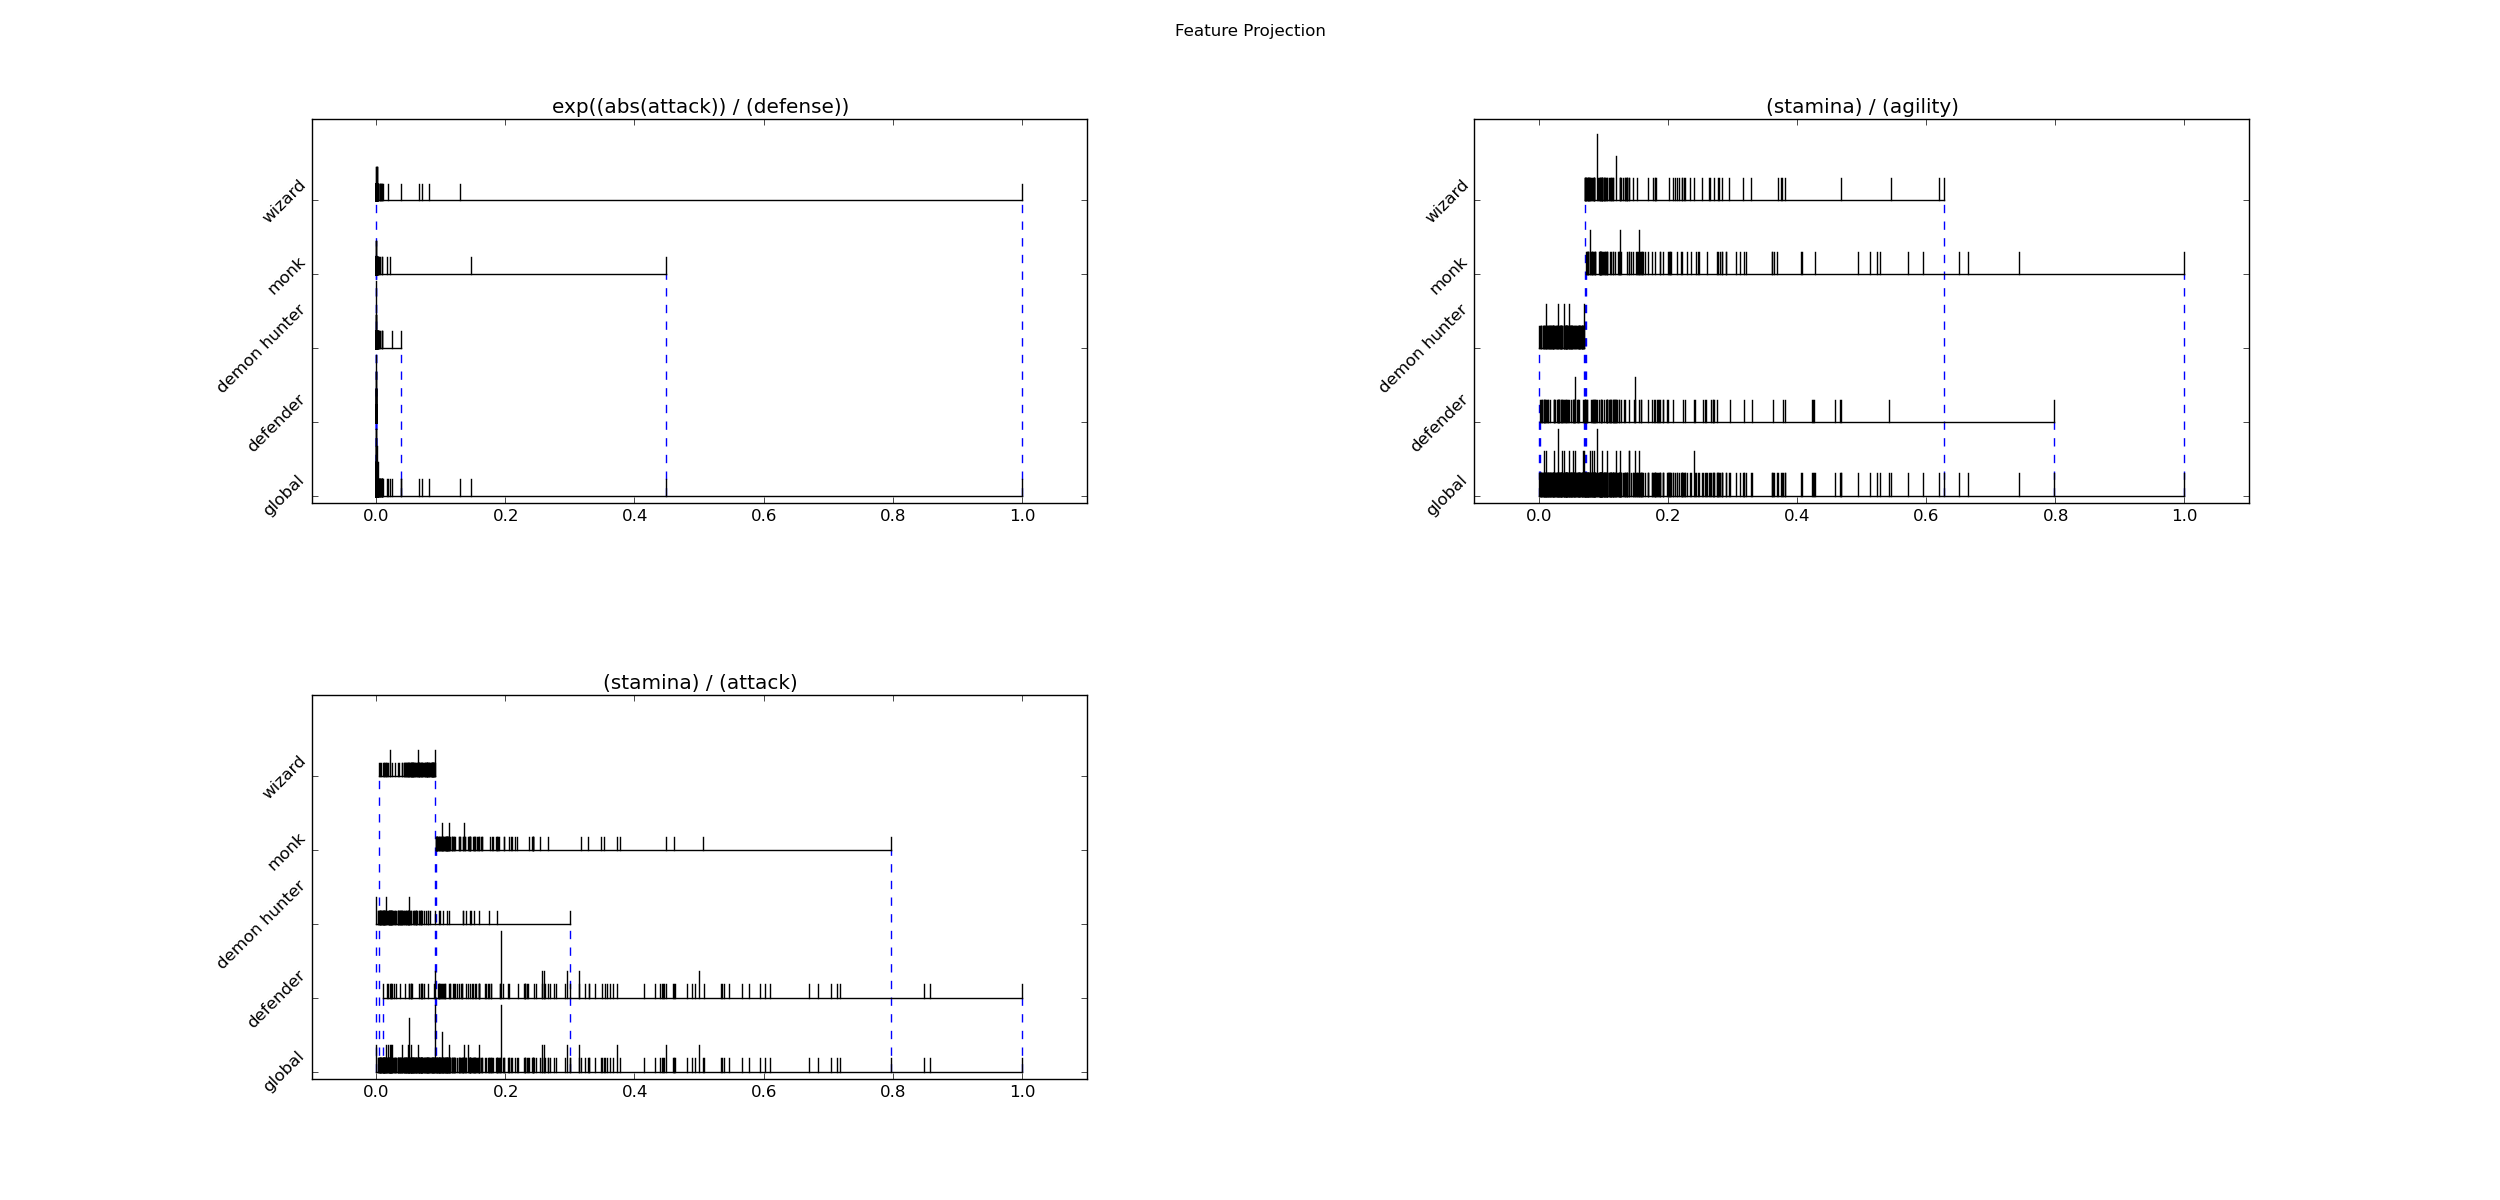 Feature Projection
exp((abs(attack)) / (defense))
wizard
monk
demon hunter
defender
global
0.0 0.2 0.4 0.6 0.8 1.0
(stamina) / (agility)
wizard
monk
demon hunter
defender
global
0.0 0.2 0.4 0.6 0.8 1.0
(stamina) / (attack)
wizard
monk
demon hunter
defender
global
0.0 0.2 0.4 0.6 0.8 1.0